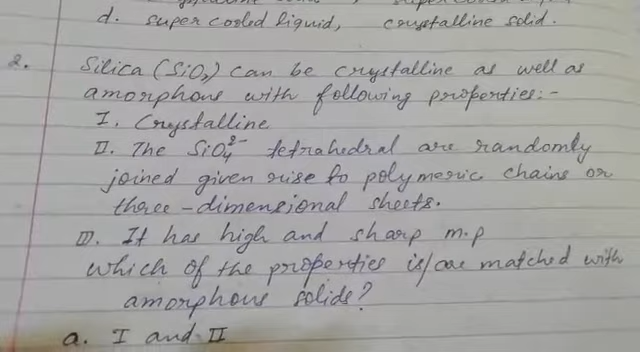 d. super cooled liquid, crystalline solid.
2. Silica (SiO2) can be crystalline as well as
amorphous with following properties:-
I. Crystalline
II. The SiO4^2- tetrahedral are randomly
joined given rise to polymeric chains or
three-dimensional sheets.
III. It has high and sharp m.p
which of the properties is/are matched with
amorphous solids?
a. I and II